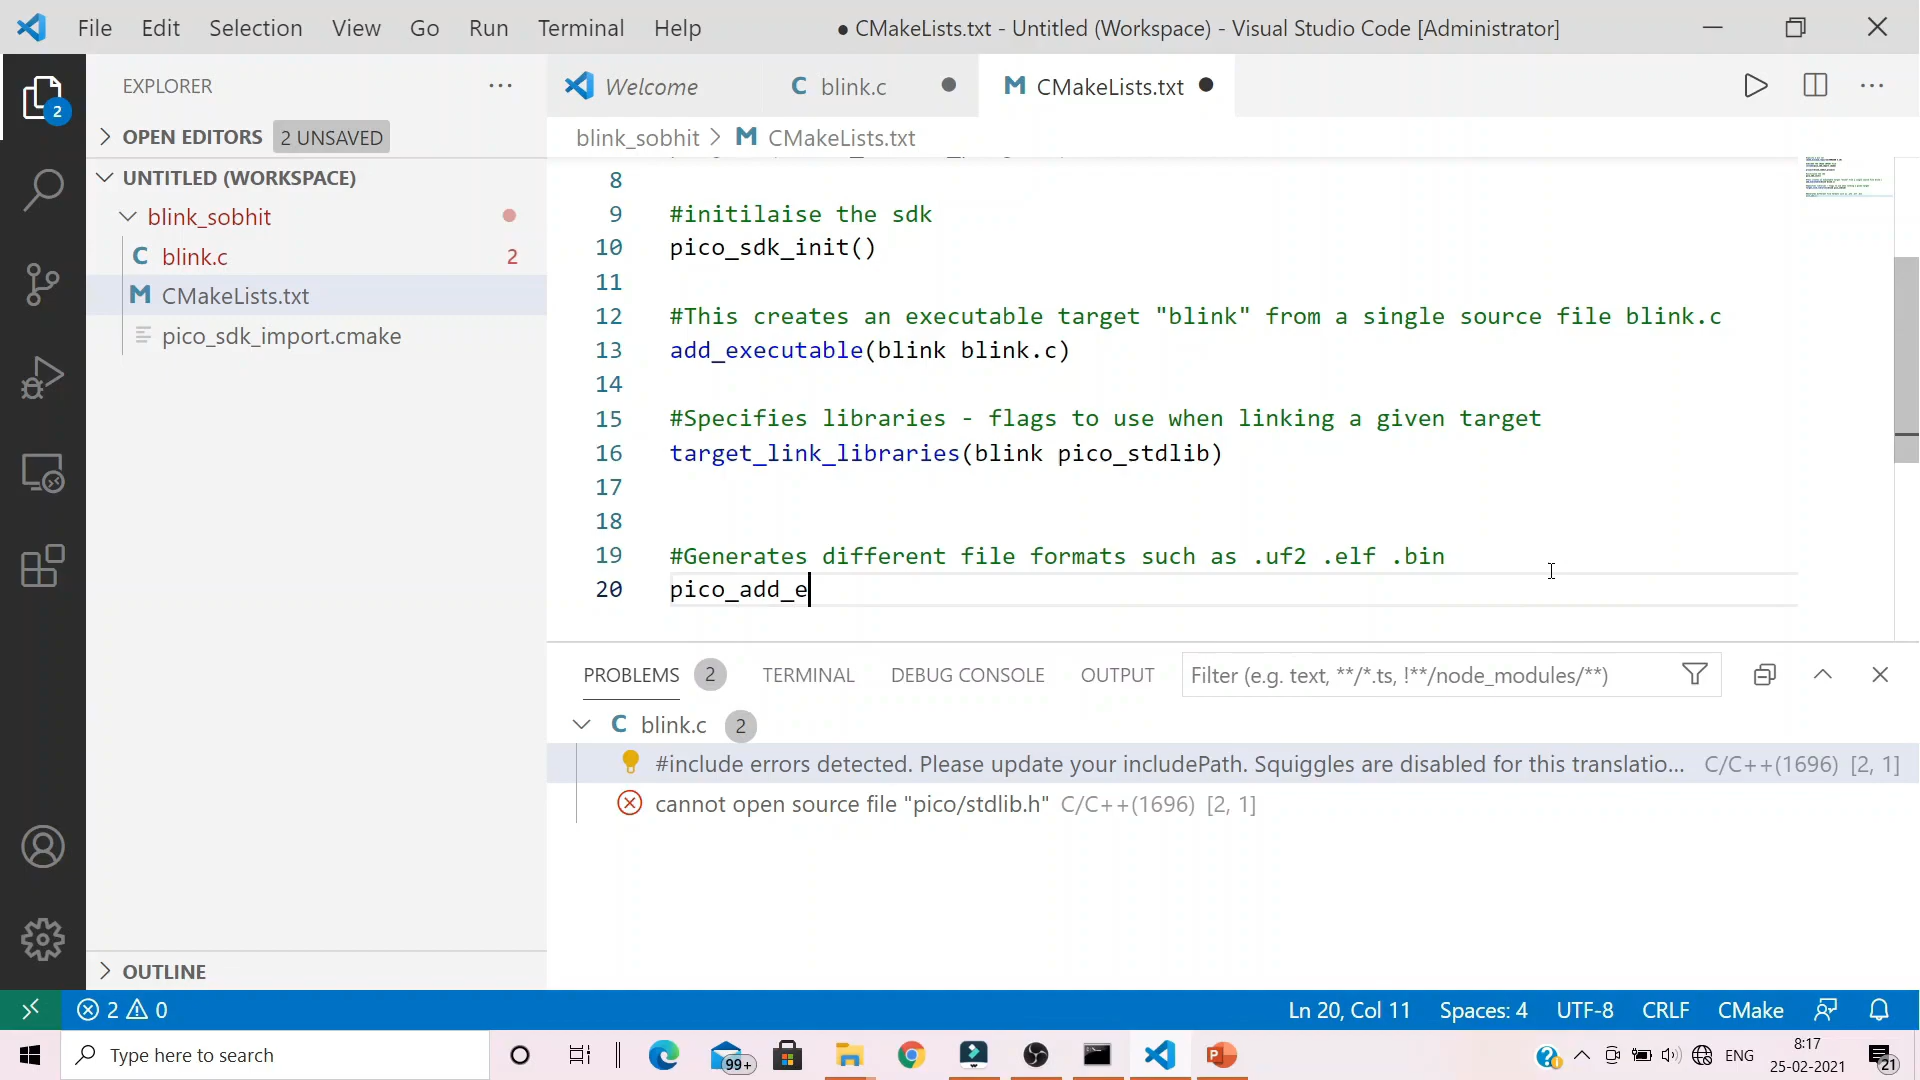 File Edit Selection View Go Run Terminal Help
● CMakeLists.txt - Untitled (Workspace) - Visual Studio Code [Administrator]
EXPLORER
2
OPEN EDITORS 2 UNSAVED
UNTITLED (WORKSPACE)
blink_sobhit
C blink.c 2
M CMakeLists.txt
pico_sdk_import.cmake
OUTLINE
Welcome
C blink.c
M CMakeLists.txt
blink_sobhit > M CMakeLists.txt
8
9 #initilaise the sdk
10 pico_sdk_init()
11
12 #This creates an executable target "blink" from a single source file blink.c
13 add_executable(blink blink.c)
14
15 #Specifies libraries - flags to use when linking a given target
16 target_link_libraries(blink pico_stdlib)
17
18
19 #Generates different file formats such as .uf2 .elf .bin
20 pico_add_e
PROBLEMS 2 TERMINAL DEBUG CONSOLE OUTPUT
Filter (e.g. text, **/*.ts, !**/node_modules/**)
C blink.c 2
#include errors detected. Please update your includePath. Squiggles are disabled for this translatio... C/C++(1696) [2, 1]
cannot open source file "pico/stdlib.h" C/C++(1696) [2, 1]
2 0
Ln 20, Col 11 Spaces: 4 UTF-8 CRLF CMake
Type here to search
99+
ENG
8:17
25-02-2021
21